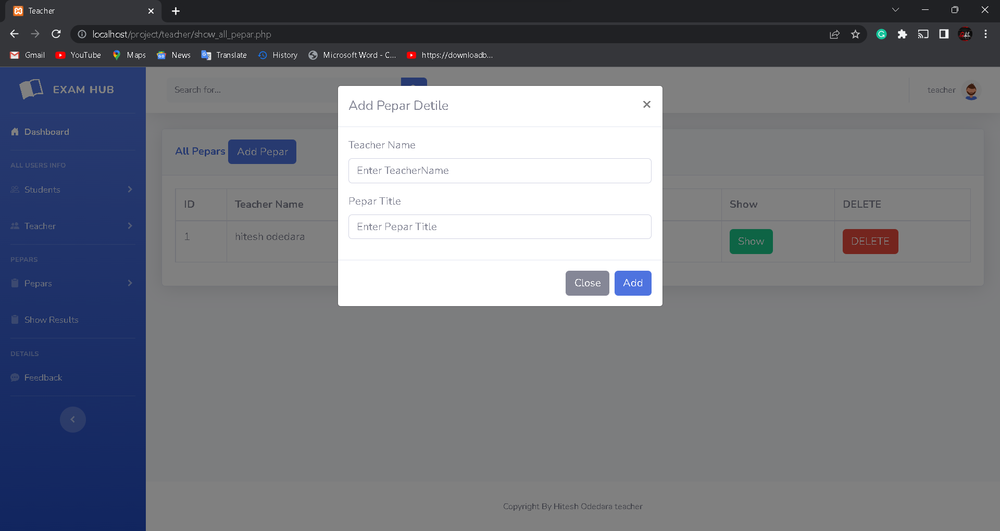 Teacher
localhost/project/teacher/show_all_pepar.php
Gmail YouTube Maps News Translate History Microsoft Word - C... https://downloadb...
EXAM HUB
Search for...
teacher
Dashboard
ALL USERS INFO
Students
Teacher
PEPARS
Pepars
Show Results
DETAILS
Feedback
All Pepars Add Pepar
ID Teacher Name Show DELETE
1 hitesh odedara Show DELETE
Add Pepar Detile
Teacher Name
Enter TeacherName
Pepar Title
Enter Pepar Title
Close Add
Copyright By Hitesh Odedara teacher